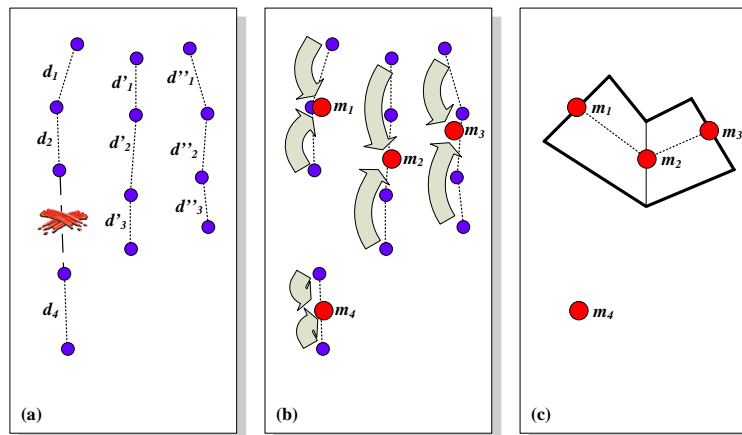 d₁
d'₁
d''₁
d₂
d'₂
d''₂
d'₃
d''₃
d₄
(a)
m₁
m₃
m₂
m₄
(b)
m₁
m₃
m₂
m₄
(c)